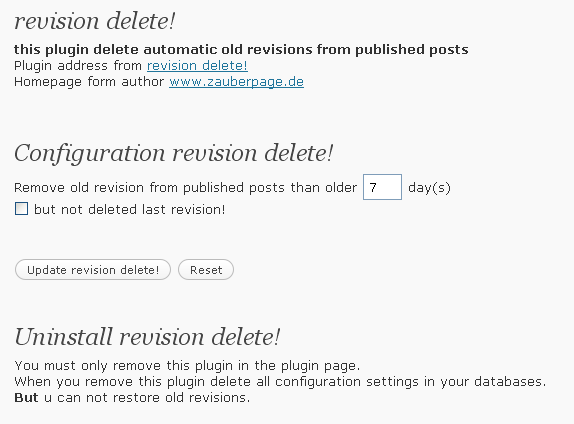 revision delete!
this plugin delete automatic old revisions from published posts
Plugin address from revision delete!
Homepage form author www.zauberpage.de
Configuration revision delete!
Remove old revision from published posts than older 7 day(s)
but not deleted last revision!
Update revision delete! Reset
Uninstall revision delete!
You must only remove this plugin in the plugin page.
When you remove this plugin delete all configuration settings in your databases.
But u can not restore old revisions.